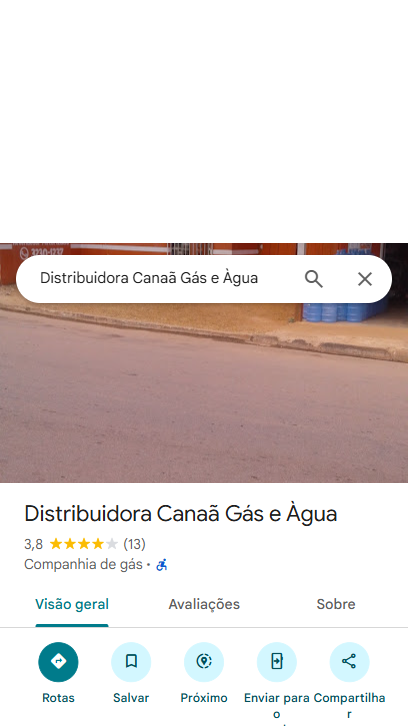 3210-1232
Distribuidora Canaã Gás e Àgua
Distribuidora Canaã Gás e Àgua
3,8 (13)
Companhia de gás ·
Visão geral Avaliações Sobre
Rotas Salvar Próximo Enviar para o Compartilhar